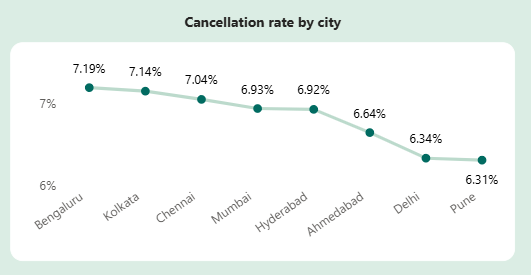 Cancellation rate by city
7.19%
7.14%
7.04%
6.93%
6.92%
6.64%
6.34%
6.31%
7%
6%
Bengaluru
Kolkata
Chennai
Mumbai
Hyderabad
Ahmedabad
Delhi
Pune